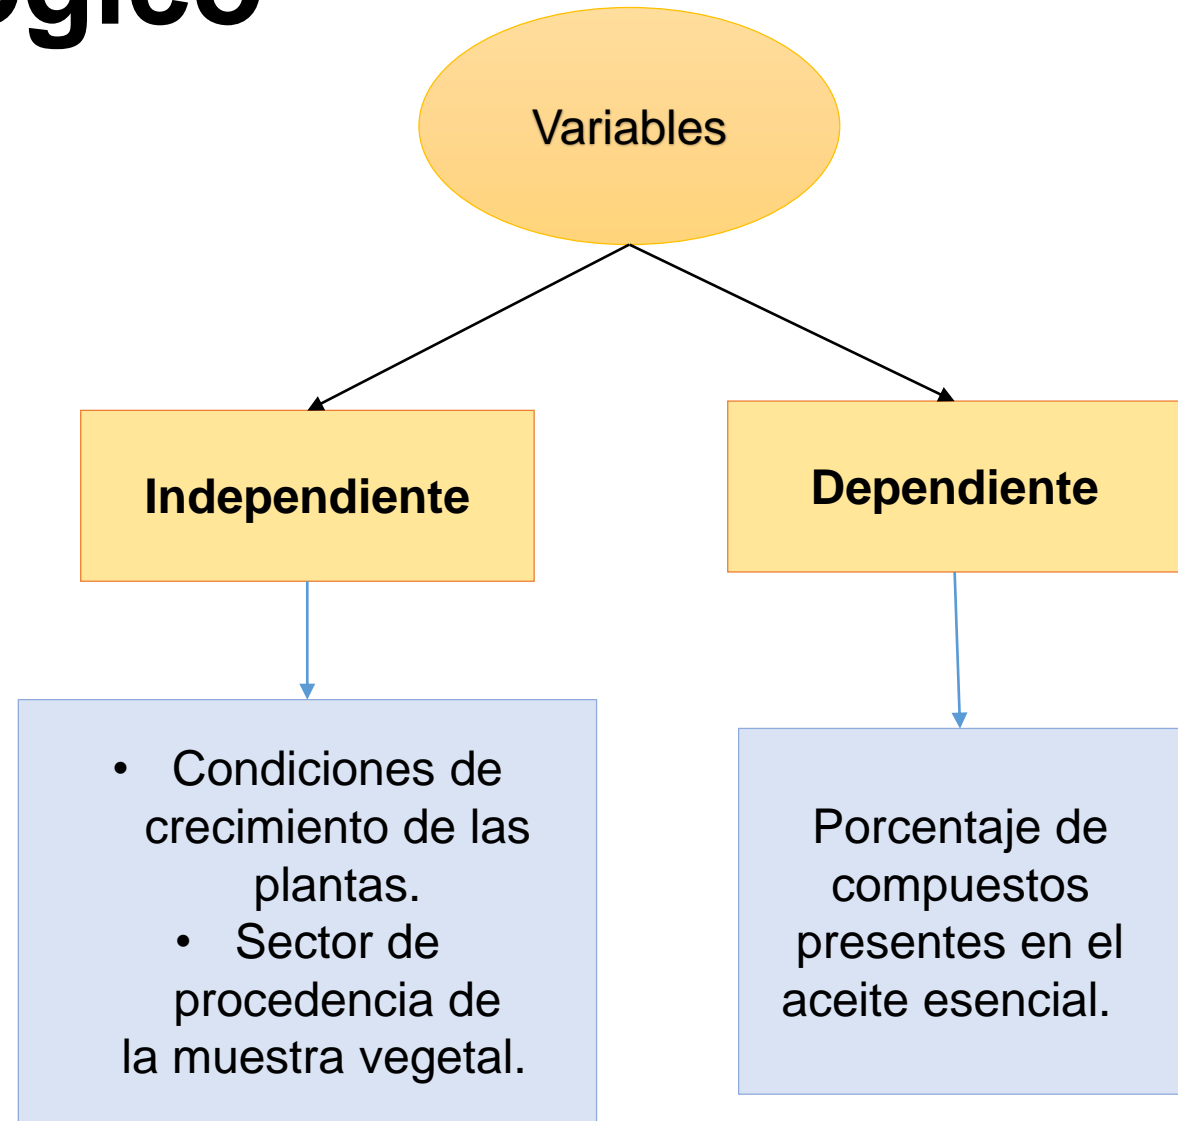 ógico
Variables
Independiente
Dependiente
• Condiciones de
crecimiento de las
plantas.
• Sector de
procedencia de
la muestra vegetal.
Porcentaje de
compuestos
presentes en el
aceite esencial.